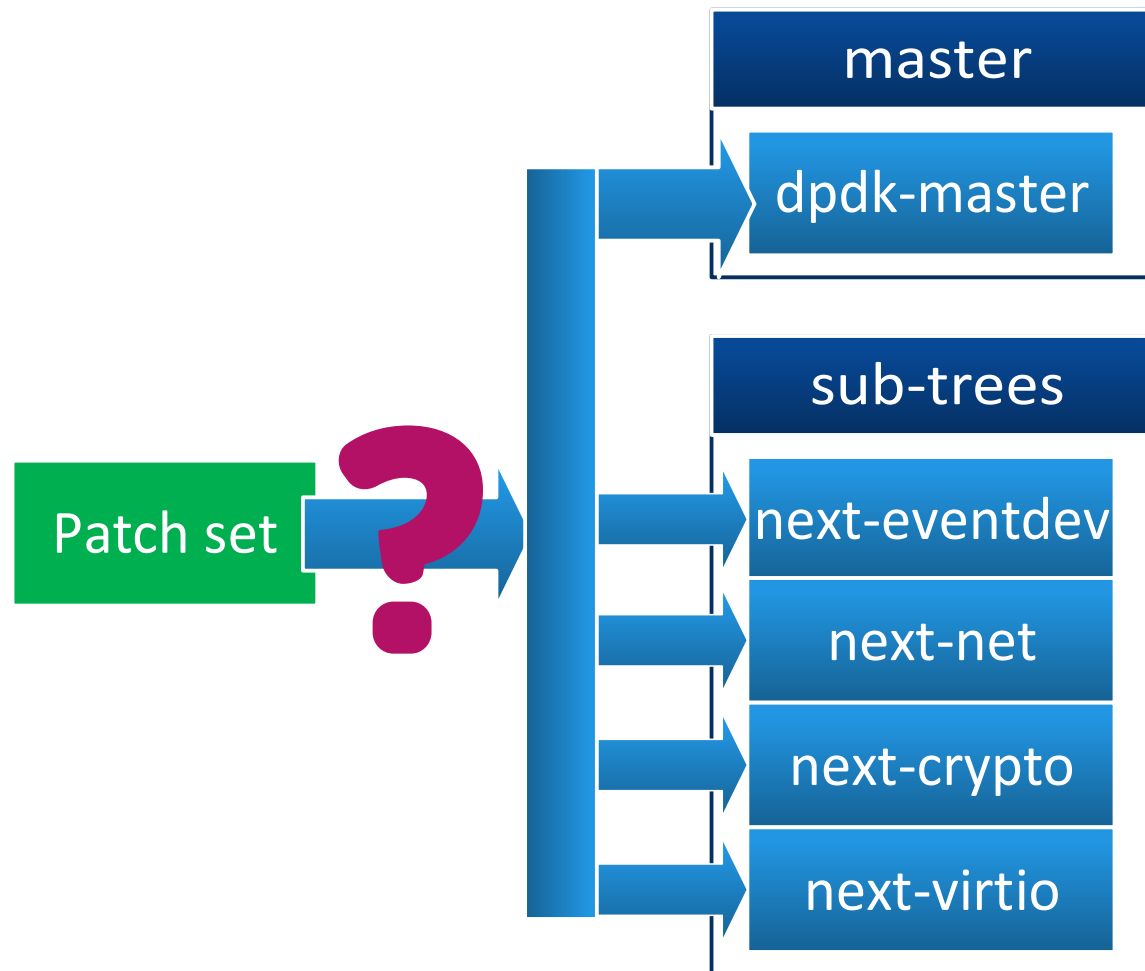 master
dpdk-master
sub-trees
Patch set
?
next-eventdev
next-net
next-crypto
next-virtio